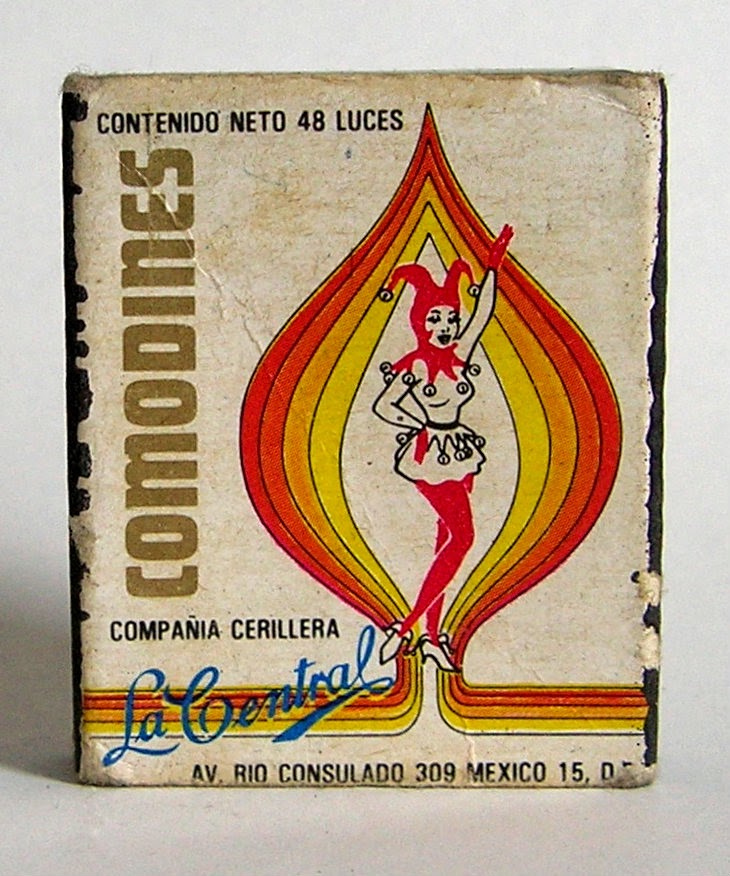 CONTENIDO NETO 48 LUCES
COMODINES
COMPAÑIA CERILLERA
La Central
AV. RIO CONSULADO 309 MEXICO 15, D.